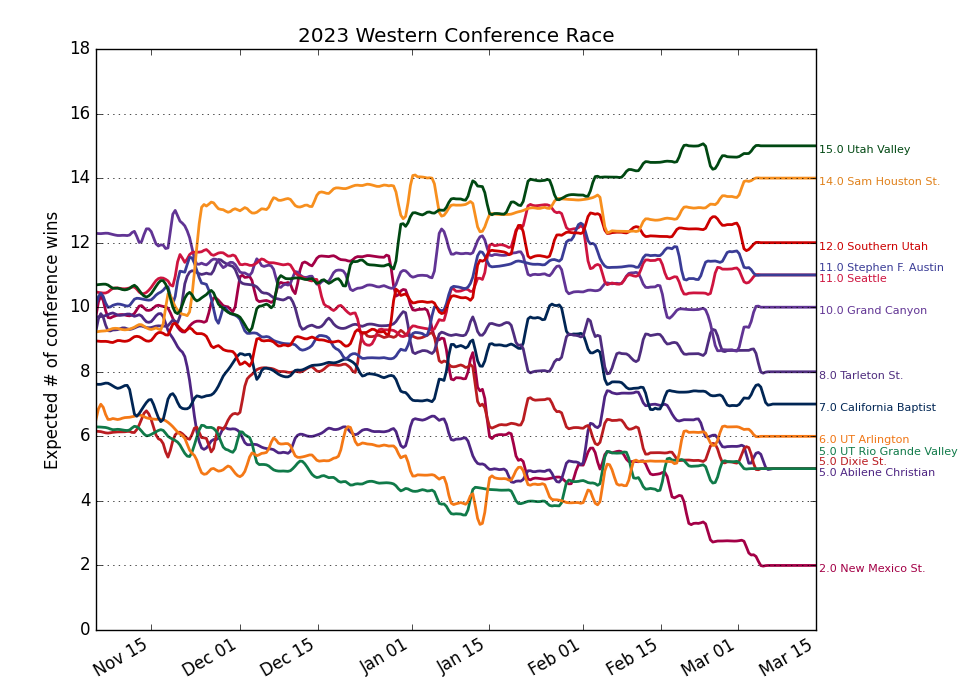 2023 Western Conference Race
Expected # of conference wins
18
16
14
12
10
8
6
4
2
0
Nov 15
Dec 01
Dec 15
Jan 01
Jan 15
Feb 01
Feb 15
Mar 01
Mar 15
15.0 Utah Valley
14.0 Sam Houston St.
12.0 Southern Utah
11.0 Stephen F. Austin
11.0 Seattle
10.0 Grand Canyon
8.0 Tarleton St.
7.0 California Baptist
6.0 UT Arlington
5.0 UT Rio Grande Valley
5.0 Dixie St.
5.0 Abilene Christian
2.0 New Mexico St.